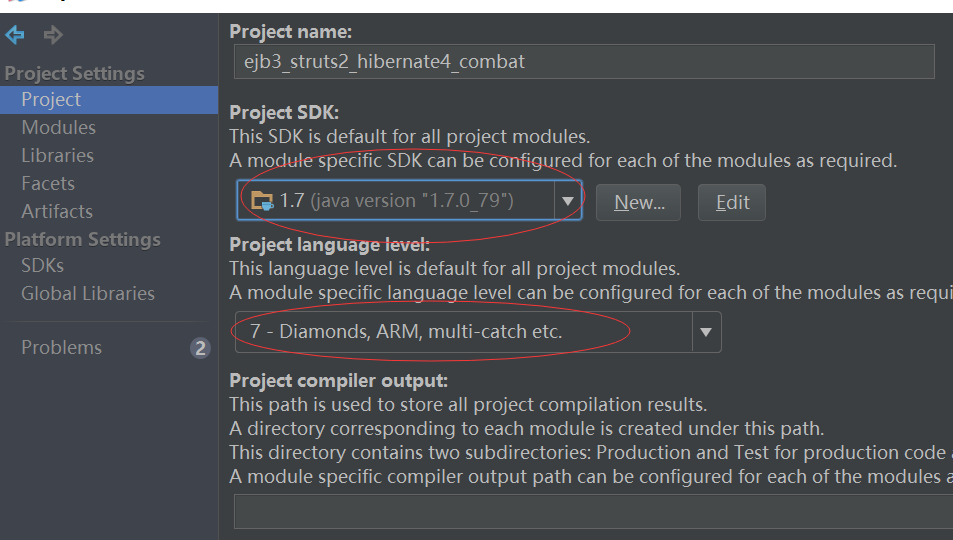 Project Settings
Project
Modules
Libraries
Facets
Artifacts
Platform Settings
SDKs
Global Libraries
Problems 2
Project name:
ejb3_struts2_hibernate4_combat
Project SDK:
This SDK is default for all project modules.
A module specific SDK can be configured for each of the modules as required.
1.7 (java version "1.7.0_79") New... Edit
Project language level:
This language level is default for all project modules.
A module specific language level can be configured for each of the modules as requi
7 - Diamonds, ARM, multi-catch etc.
Project compiler output:
This path is used to store all project compilation results.
A directory corresponding to each module is created under this path.
This directory contains two subdirectories: Production and Test for production code
A module specific compiler output path can be configured for each of the modules a